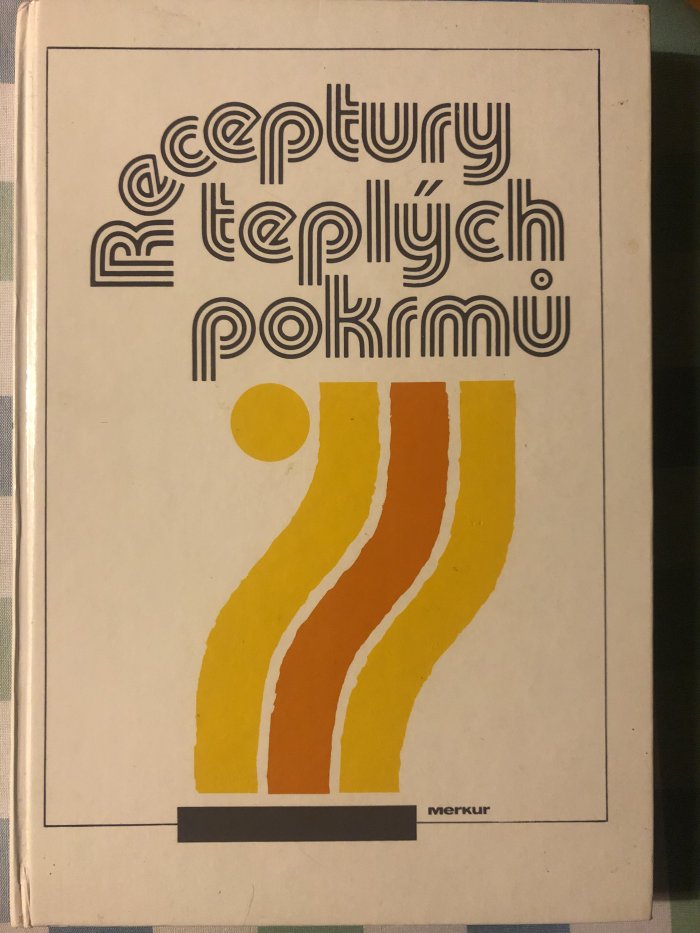 Receptury
teplých
pokrmů
merkur